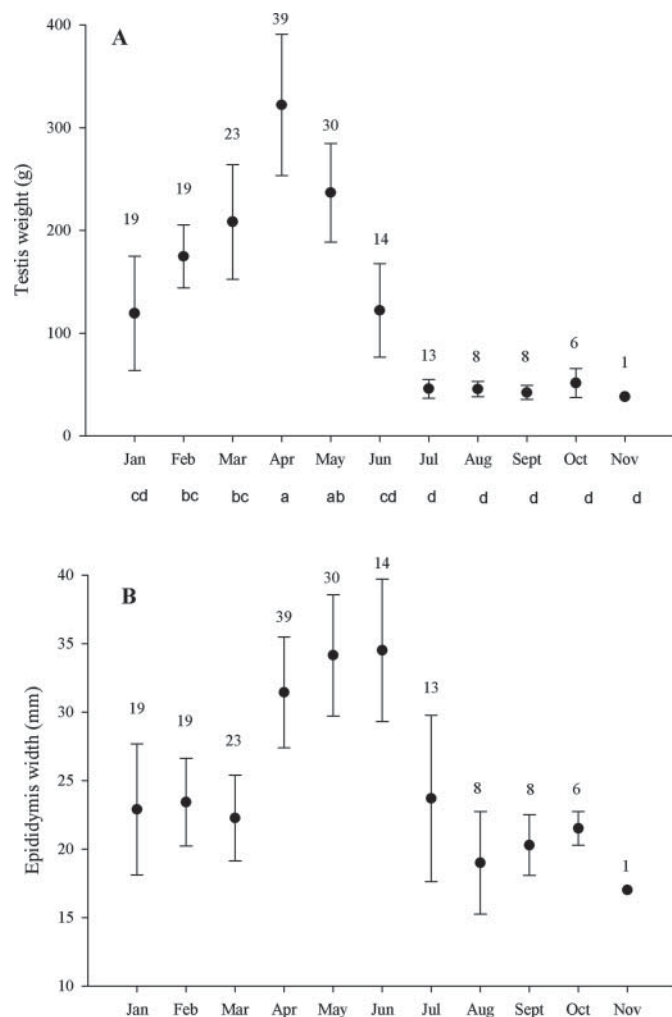 A
400
300
200
100
0
Testis weight (g)
19 19 23 39 30 14 13 8 8 6 1
Jan Feb Mar Apr May Jun Jul Aug Sept Oct Nov
cd bc bc a ab cd d d d d d
B
40
35
30
25
20
15
10
Epididymis width (mm)
19 19 23 39 30 14 13 8 8 6 1
Jan Feb Mar Apr May Jun Jul Aug Sept Oct Nov